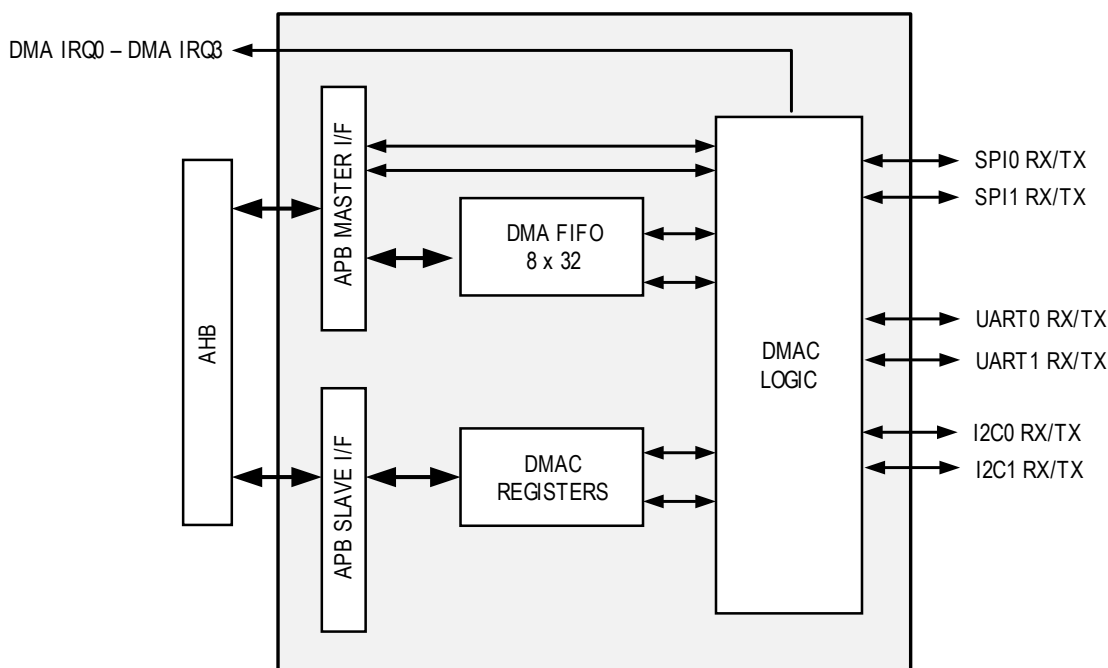 DMA IRQ0 – DMA IRQ3
APB MASTER I/F
SPI0 RX/TX
SPI1 RX/TX
DMA FIFO
8 x 32
AHB
DMAC
LOGIC
UART0 RX/TX
UART1 RX/TX
APB SLAVE I/F
DMAC
REGISTERS
I2C0 RX/TX
I2C1 RX/TX